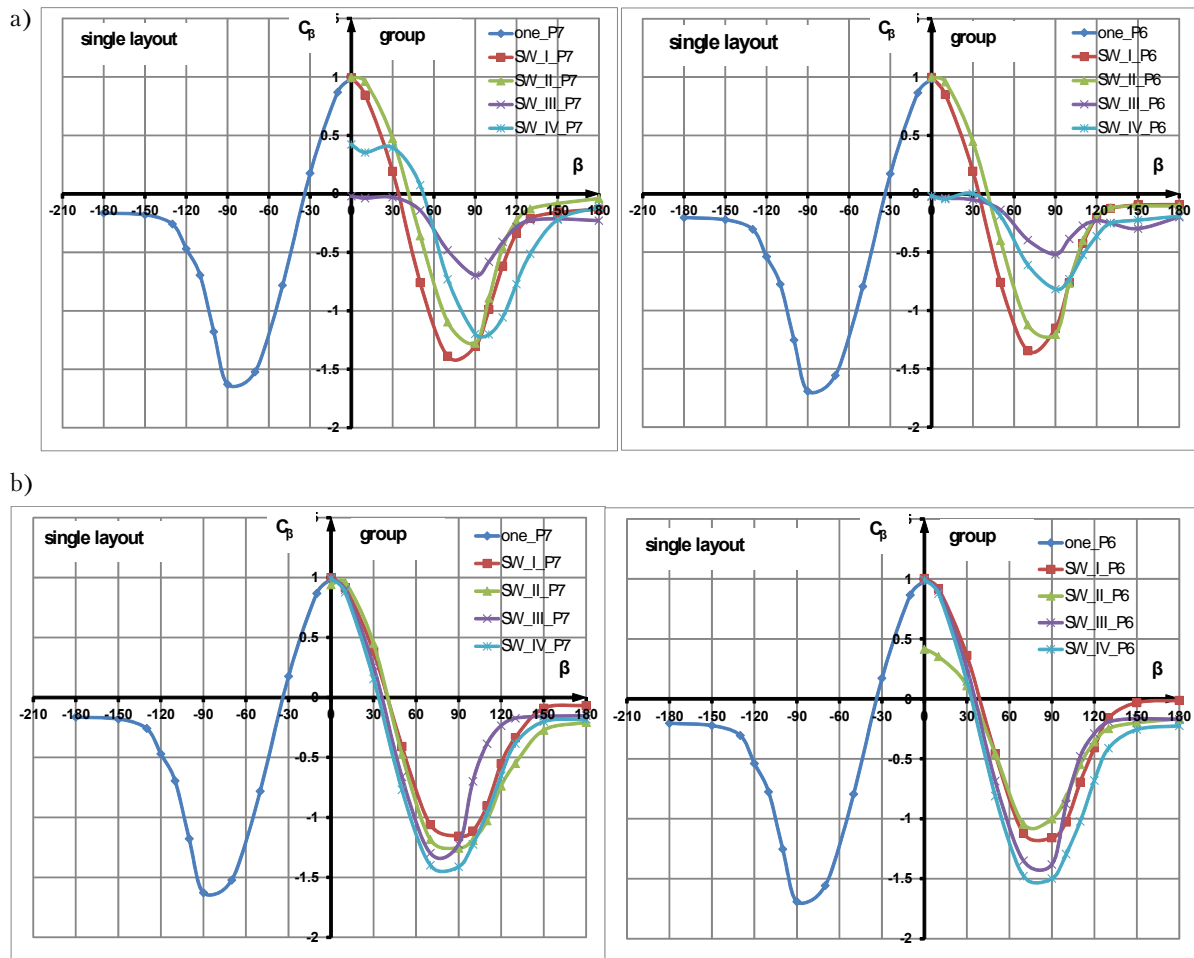 a)
single layout
Cβ
group
one_P7
SW_I_P7
SW_II_P7
SW_III_P7
SW_IV_P7
β
1
0.5
0
-0.5
-1
-1.5
-2
-210 -180 -150 -120 -90 -60 -30 0 30 60 90 120 150 180
single layout
Cβ
group
one_P6
SW_I_P6
SW_II_P6
SW_III_P6
SW_IV_P6
β
1
0.5
0
-0.5
-1
-1.5
-2
-210 -180 -150 -120 -90 -60 -30 0 30 60 90 120 150 180
b)
single layout
Cβ
group
one_P7
SW_I_P7
SW_II_P7
SW_III_P7
SW_IV_P7
β
1
0.5
0
-0.5
-1
-1.5
-2
-210 -180 -150 -120 -90 -60 -30 0 30 60 90 120 150 180
single layout
Cβ
group
one_P6
SW_I_P6
SW_II_P6
SW_III_P6
SW_IV_P6
β
1
0.5
0
-0.5
-1
-1.5
-2
-210 -180 -150 -120 -90 -60 -30 0 30 60 90 120 150 180